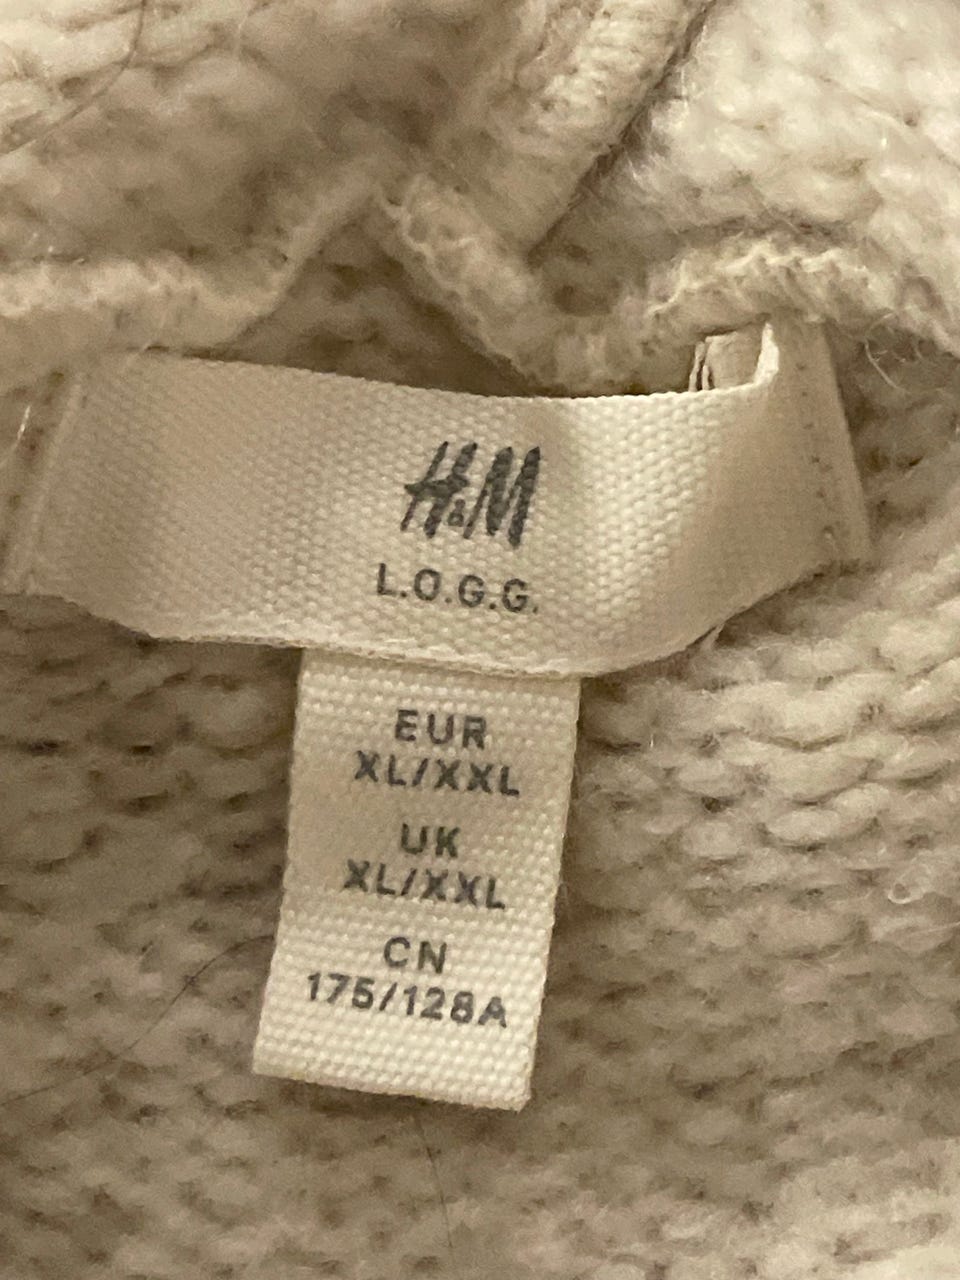 H&M
L.O.G.G.
EUR
XL/XXL
UK
XL/XXL
CN
175/128A